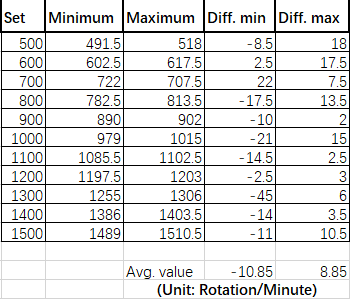 Set Minimum Maximum Diff. min Diff. max
500 491.5 518 -8.5 18
600 602.5 617.5 2.5 17.5
700 722 707.5 22 7.5
800 782.5 813.5 -17.5 13.5
900 890 902 -10 2
1000 979 1015 -21 15
1100 1085.5 1102.5 -14.5 2.5
1200 1197.5 1203 -2.5 3
1300 1255 1306 -45 6
1400 1386 1403.5 -14 3.5
1500 1489 1510.5 -11 10.5
Avg. value -10.85 8.85
(Unit: Rotation/Minute)